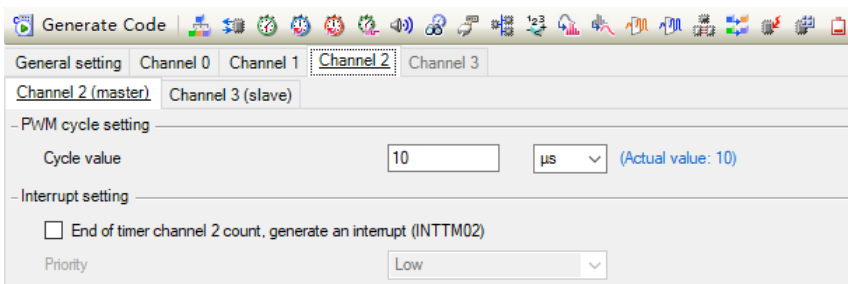 Generate Code
General setting Channel 0 Channel 1 Channel 2 Channel 3
Channel 2 (master) Channel 3 (slave)
PWM cycle setting
Cycle value 10 µs (Actual value: 10)
Interrupt setting
End of timer channel 2 count, generate an interrupt (INTTM02)
Priority Low